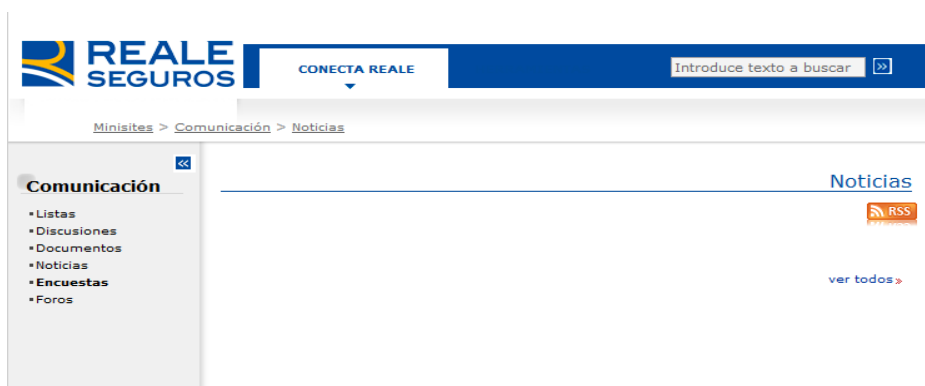 REALE
SEGUROS
CONECTA REALE
Introduce texto a buscar
Minisites > Comunicación > Noticias
Comunicación
Listas
Discusiones
Documentos
Noticias
Encuestas
Foros
Noticias
RSS
ver todos»